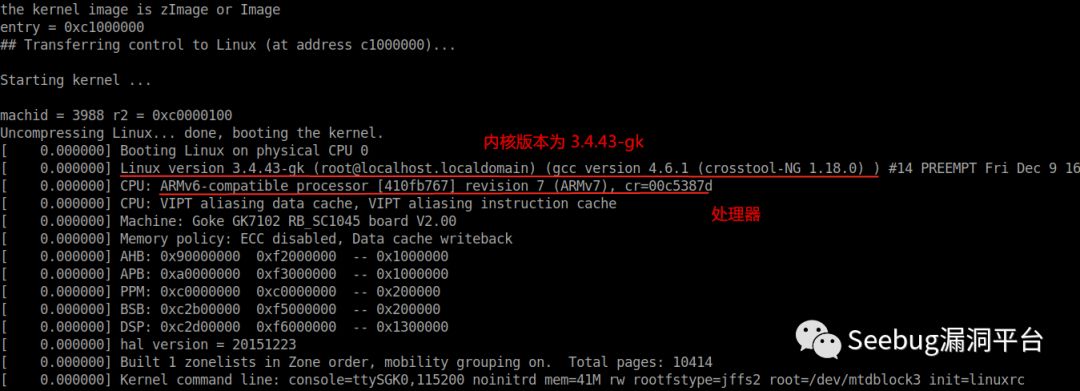 the kernel image is zImage or Image
entry = 0xc1000000
## Transferring control to Linux (at address c1000000)...
Starting kernel ...
machid = 3988 r2 = 0xc0000100
Uncompressing Linux... done, booting the kernel.
内核版本为 3.4.43-gk
[    0.000000] Booting Linux on physical CPU 0
[    0.000000] Linux version 3.4.43-gk (root@localhost.localdomain) (gcc version 4.6.1 (crosstool-NG 1.18.0) ) #14 PREEMPT Fri Dec 9 16
[    0.000000] CPU: ARMv6-compatible processor [410fb767] revision 7 (ARMv7), cr=00c5387d
[    0.000000] CPU: VIPT aliasing data cache, VIPT aliasing instruction cache
处理器
[    0.000000] Machine: Goke GK7102 RB_SC1045 board V2.00
[    0.000000] Memory policy: ECC disabled, Data cache writeback
[    0.000000] AHB: 0x90000000  0xf2000000  -- 0x1000000
[    0.000000] APB: 0xa0000000  0xf3000000  -- 0x1000000
[    0.000000] PPM: 0xc0000000  0xc0000000  -- 0x200000
[    0.000000] BSB: 0xc2b00000  0xf5000000  -- 0x200000
[    0.000000] DSP: 0xc2d00000  0xf6000000  -- 0x1300000
[    0.000000] hal version = 20151223
[    0.000000] Built 1 zonelists in Zone order, mobility grouping on.  Total pages: 10414
[    0.000000] Kernel command line: console=ttySGK0,115200 noinitrd mem=41M rw rootfstype=jffs2 root=/dev/mtdblock3 init=linuxrc
Seebug漏洞平台